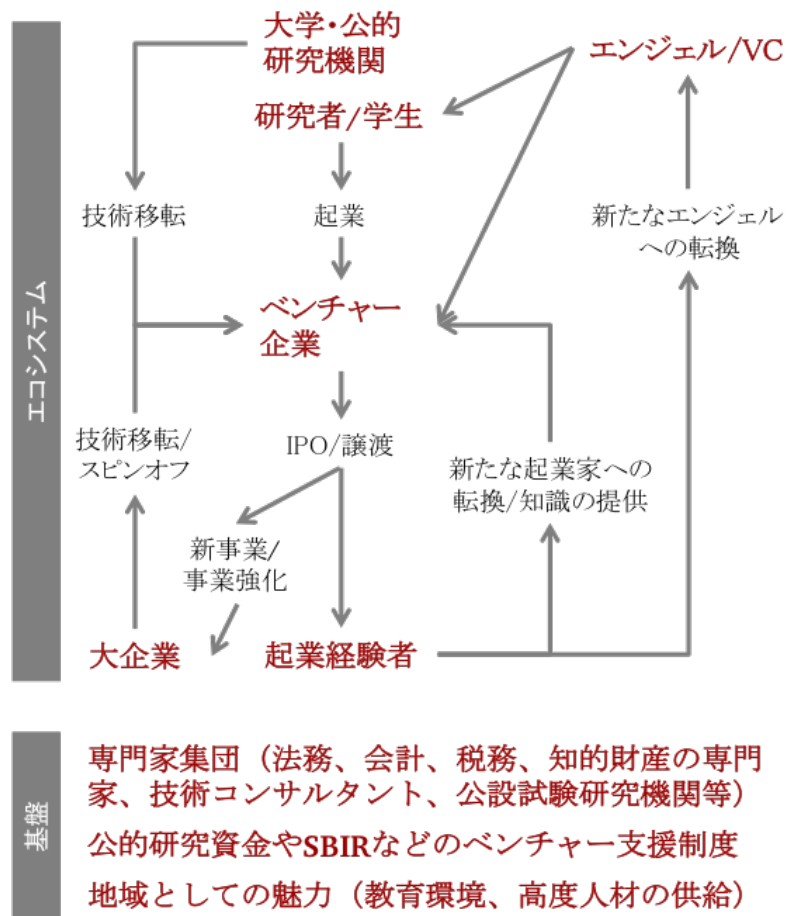 大学・公的
研究機関
エンジェル/VC
研究者/学生
技術移転
起業
新たなエンジェル
への転換
ベンチャー
企業
エコシステム
技術移転/
スピンオフ
IPO/譲渡
新たな起業家への
転換/知識の提供
新事業/
事業強化
大企業
起業経験者
基盤
専門家集団（法務、会計、税務、知的財産の専門
家、技術コンサルタント、公設試験研究機関等）
公的研究資金やSBIRなどのベンチャー支援制度
地域としての魅力（教育環境、高度人材の供給）